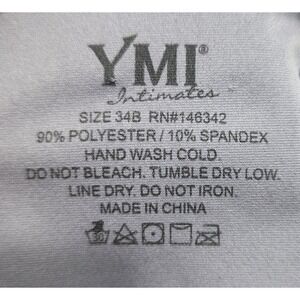 YMI®
Intimates
SIZE 34B RN#146342
90% POLYESTER / 10% SPANDEX
HAND WASH COLD.
DO NOT BLEACH. TUMBLE DRY LOW.
LINE DRY. DO NOT IRON.
MADE IN CHINA